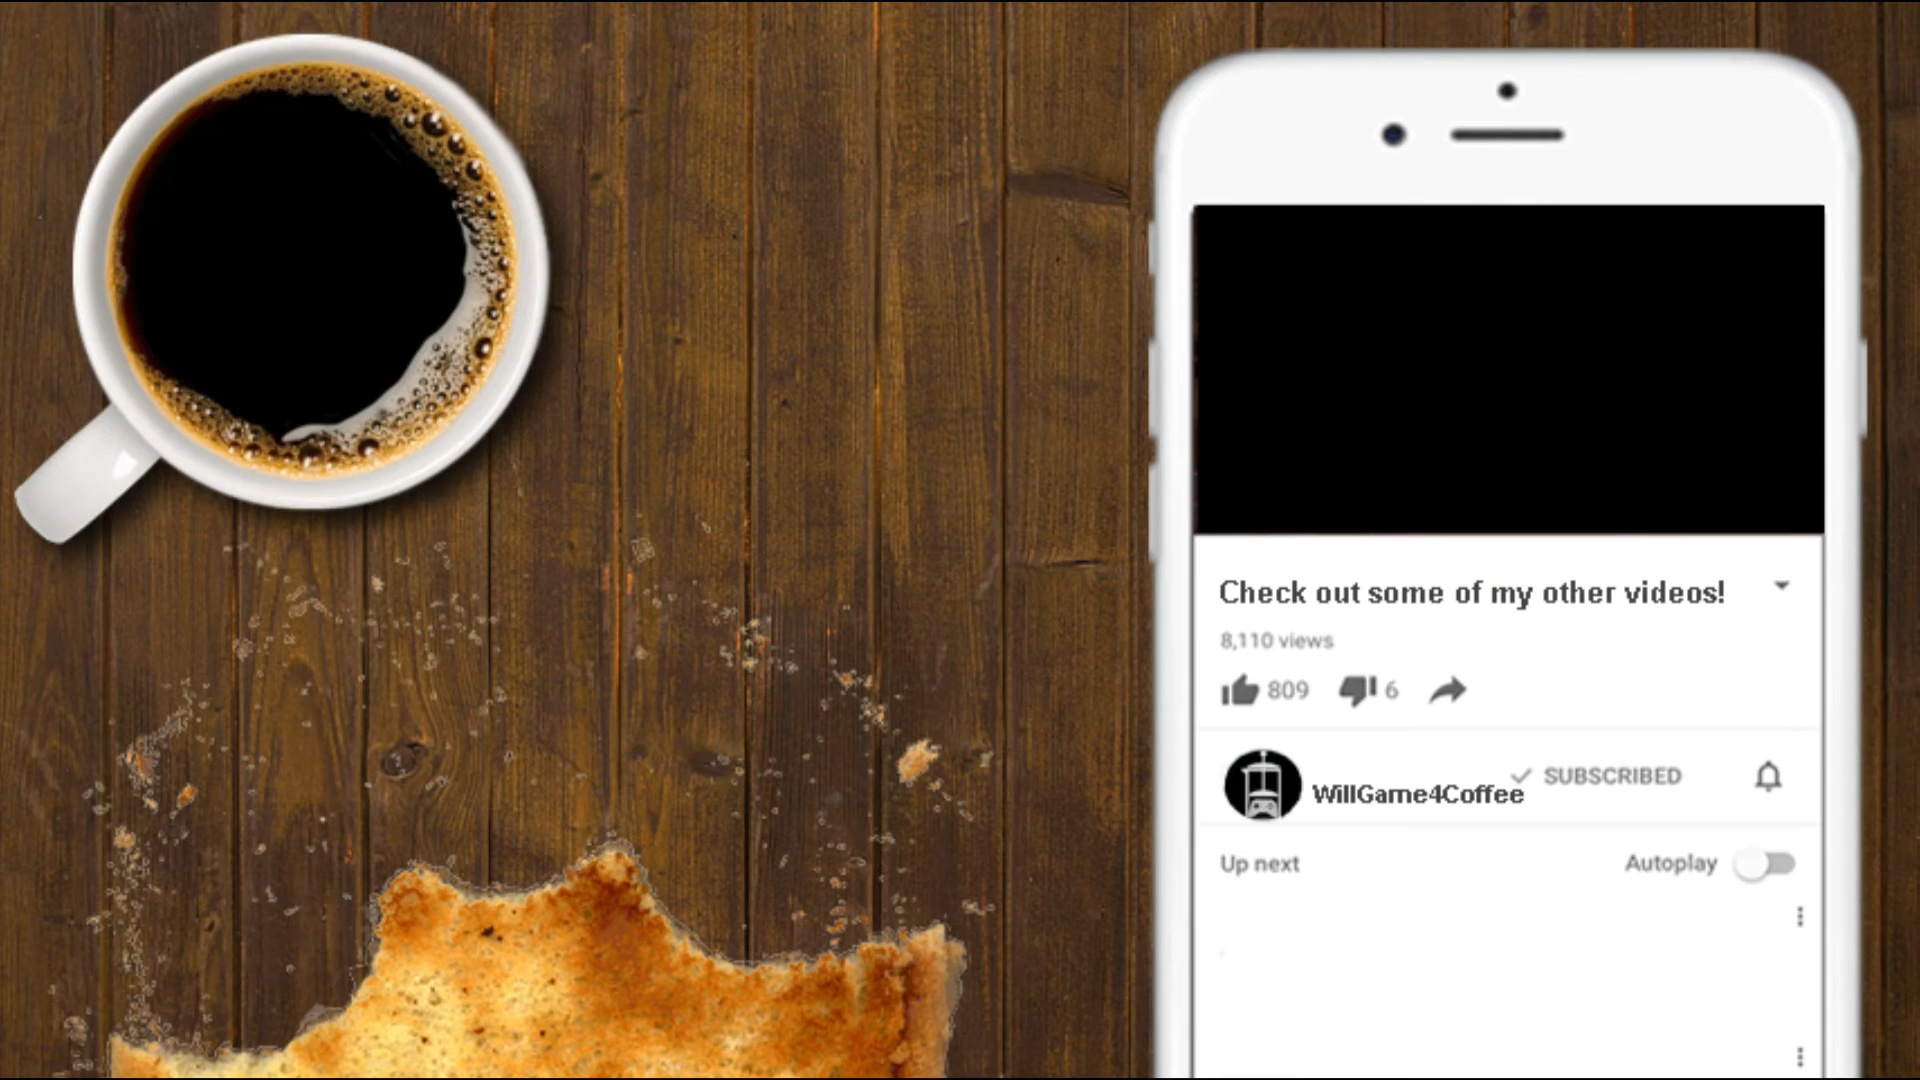 Check out some of my other videos!
8,110 views
809 6
WillGame4Coffee SUBSCRIBED
Up next Autoplay